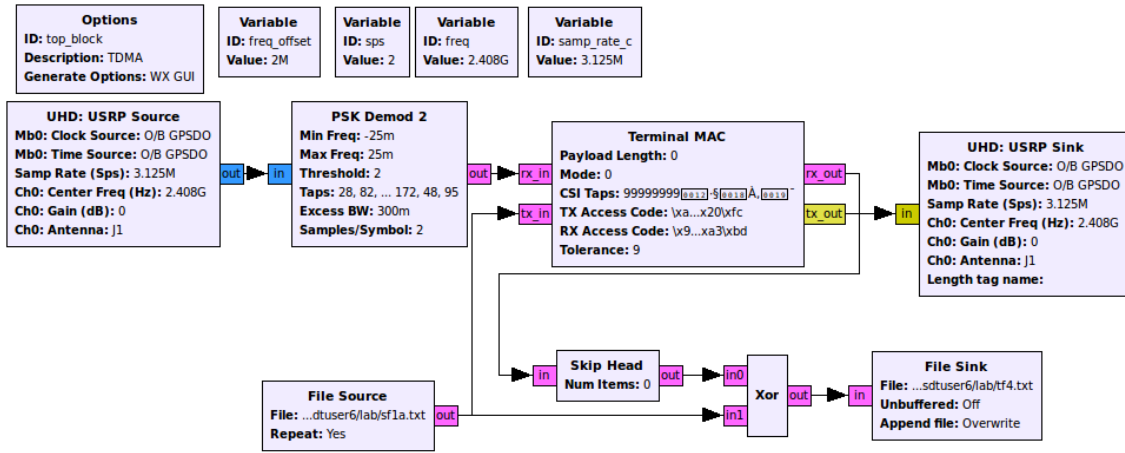 Options
ID: top_block
Description: TDMA
Generate Options: WX GUI
Variable
ID: freq_offset
Value: 2M
Variable
ID: sps
Value: 2
Variable
ID: freq
Value: 2.408G
Variable
ID: samp_rate_c
Value: 3.125M
UHD: USRP Source
Mb0: Clock Source: O/B GPSDO
Mb0: Time Source: O/B GPSDO
Samp Rate (Sps): 3.125M
Ch0: Center Freq (Hz): 2.408G
Ch0: Gain (dB): 0
Ch0: Antenna: J1
out
PSK Demod 2
Min Freq: -25m
Max Freq: 25m
Threshold: 2
Taps: 28, 82, ... 172, 48, 95
Excess BW: 300m
Samples/Symbol: 2
in
out
Terminal MAC
Payload Length: 0
Mode: 0
CSI Taps: 99999999 0012 ·§ 0018 À, 0019 ¯
TX Access Code: \xa...x20\xfc
RX Access Code: \x9...xa3\xbd
Tolerance: 9
rx_in
tx_in
rx_out
tx_out
UHD: USRP Sink
Mb0: Clock Source: O/B GPSDO
Mb0: Time Source: O/B GPSDO
Samp Rate (Sps): 3.125M
Ch0: Center Freq (Hz): 2.408G
Ch0: Gain (dB): 0
Ch0: Antenna: J1
Length tag name:
in
File Source
File: ...dtuser6/lab/sf1a.txt
Repeat: Yes
out
Skip Head
Num Items: 0
in
out
Xor
in0
in1
out
File Sink
File: ...sdtuser6/lab/tf4.txt
Unbuffered: Off
Append file: Overwrite
in